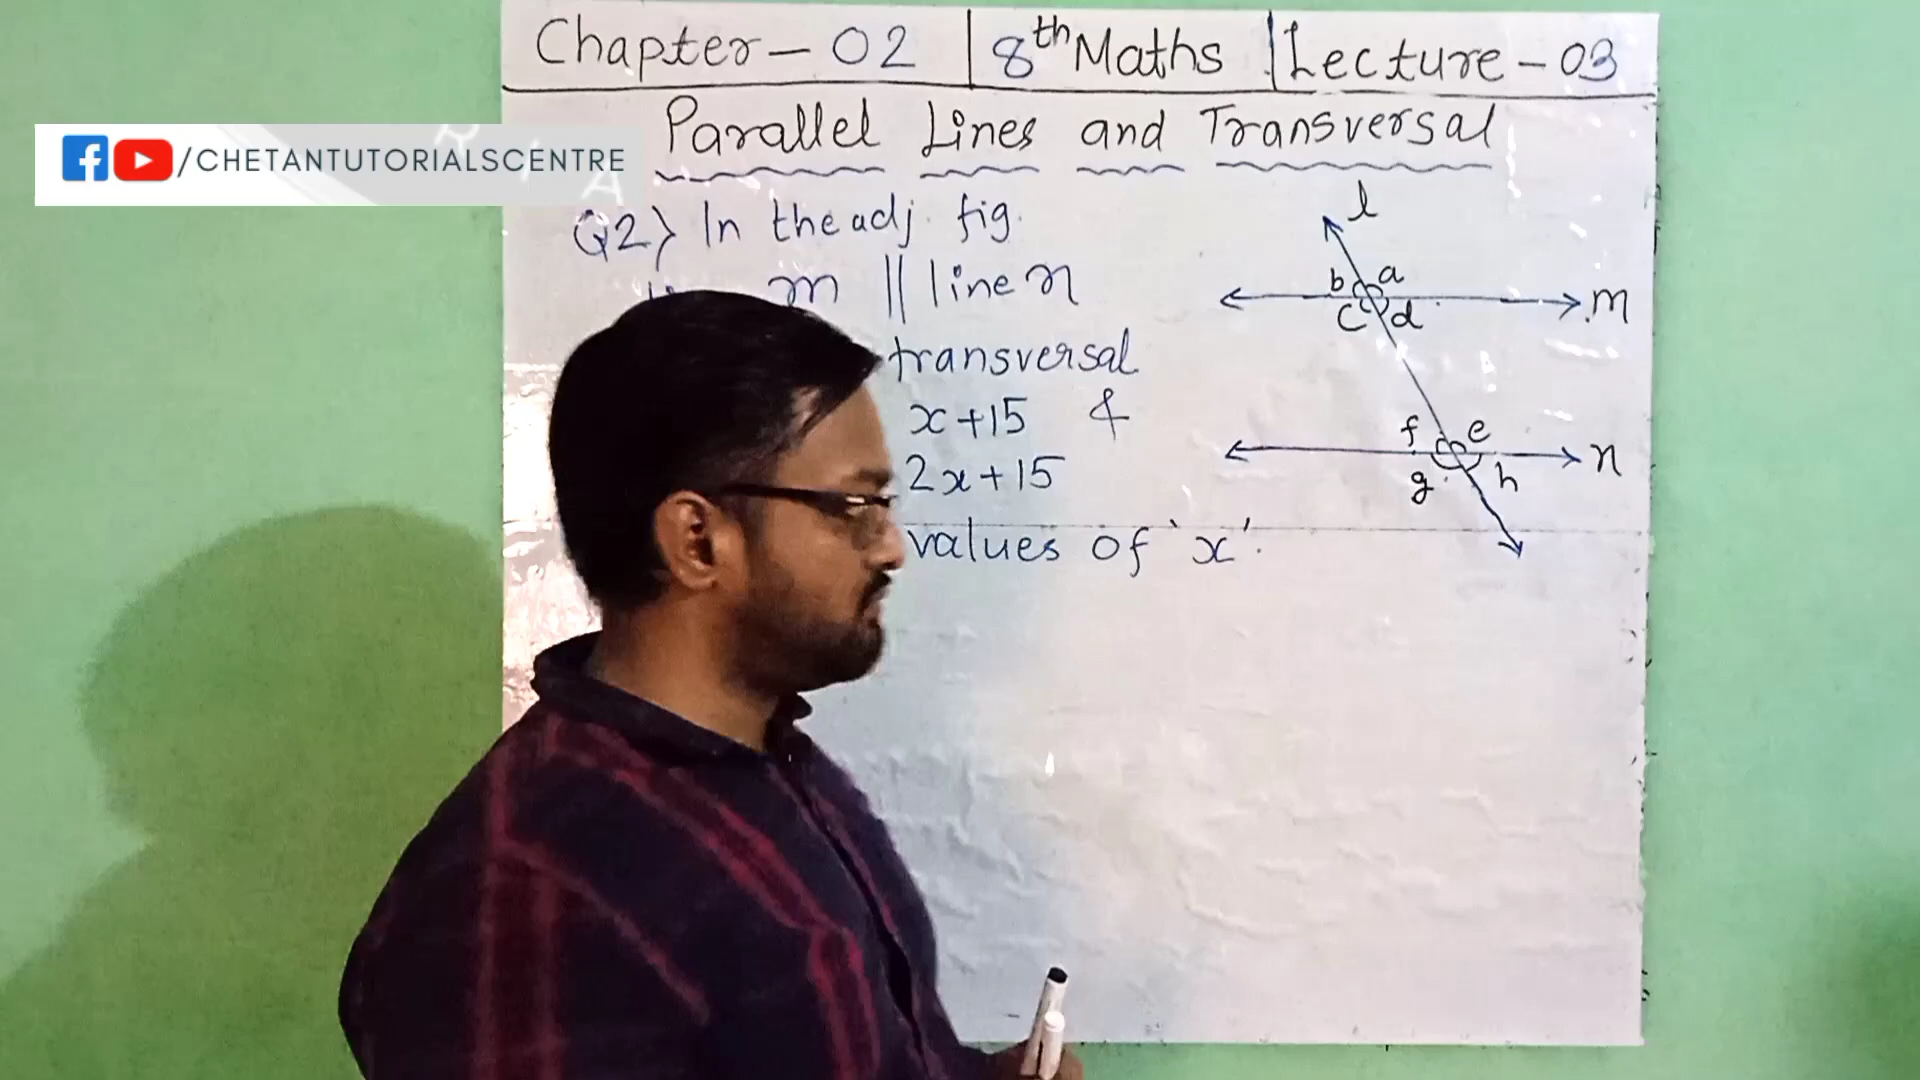 Chapter - 02 | 8th Maths | Lecture - 03
Parallel Lines and Transversal
/CHETANTUTORIALSCENTRE
Q2) In the adj. fig.
m || line n
transversal
x+15 &
2x+15
values of 'x'.
l
b a
c d
m
f e
g h
n